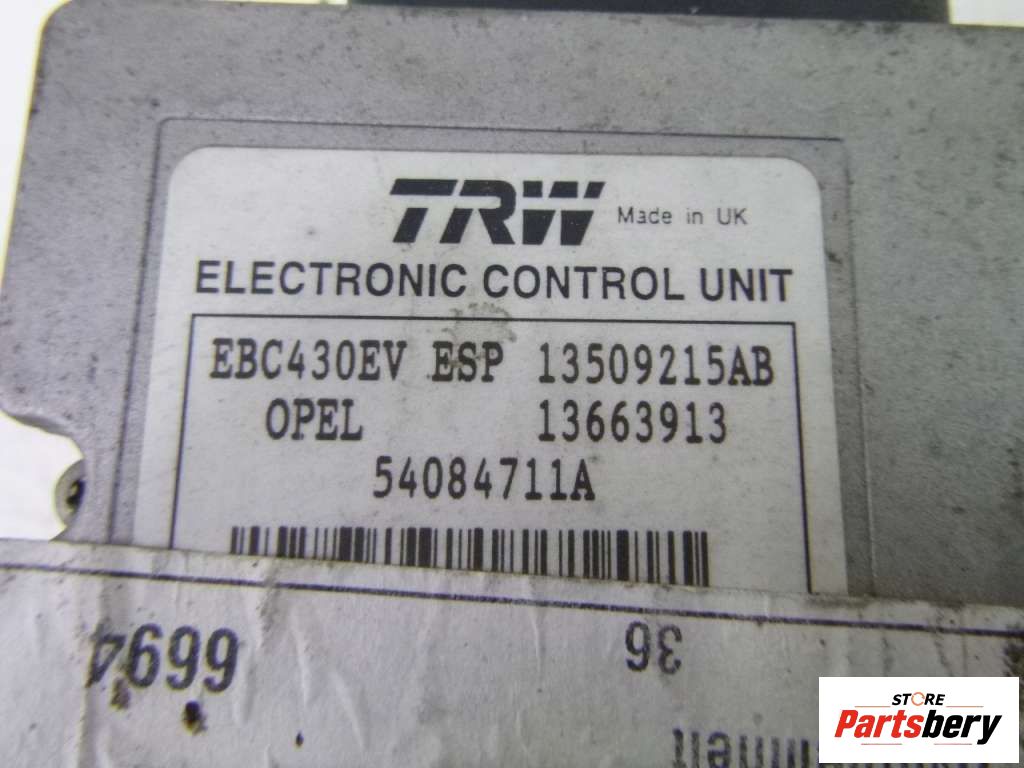 TRW Made in UK
ELECTRONIC CONTROL UNIT
EBC430EV ESP 13509215AB
OPEL 13663913
54084711A
6694
36
STORE
Partsbery